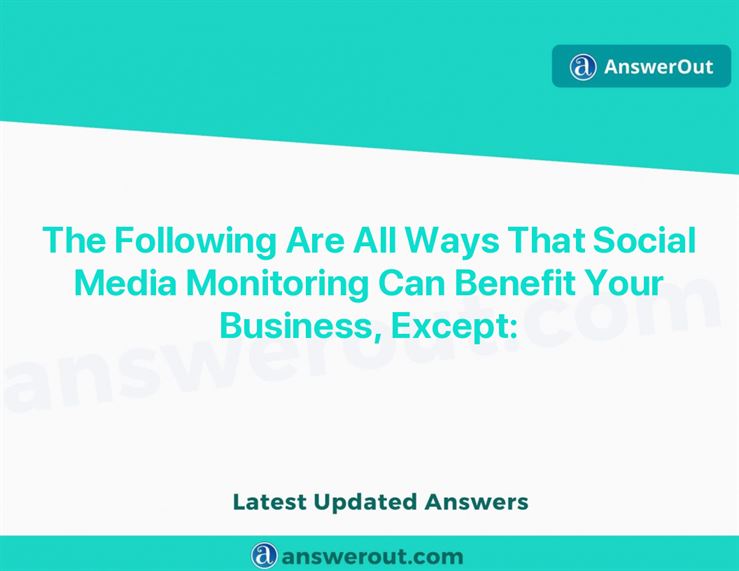 AnswerOut
The Following Are All Ways That Social
Media Monitoring Can Benefit Your
Business, Except:
answerout.com
Latest Updated Answers
answerout.com